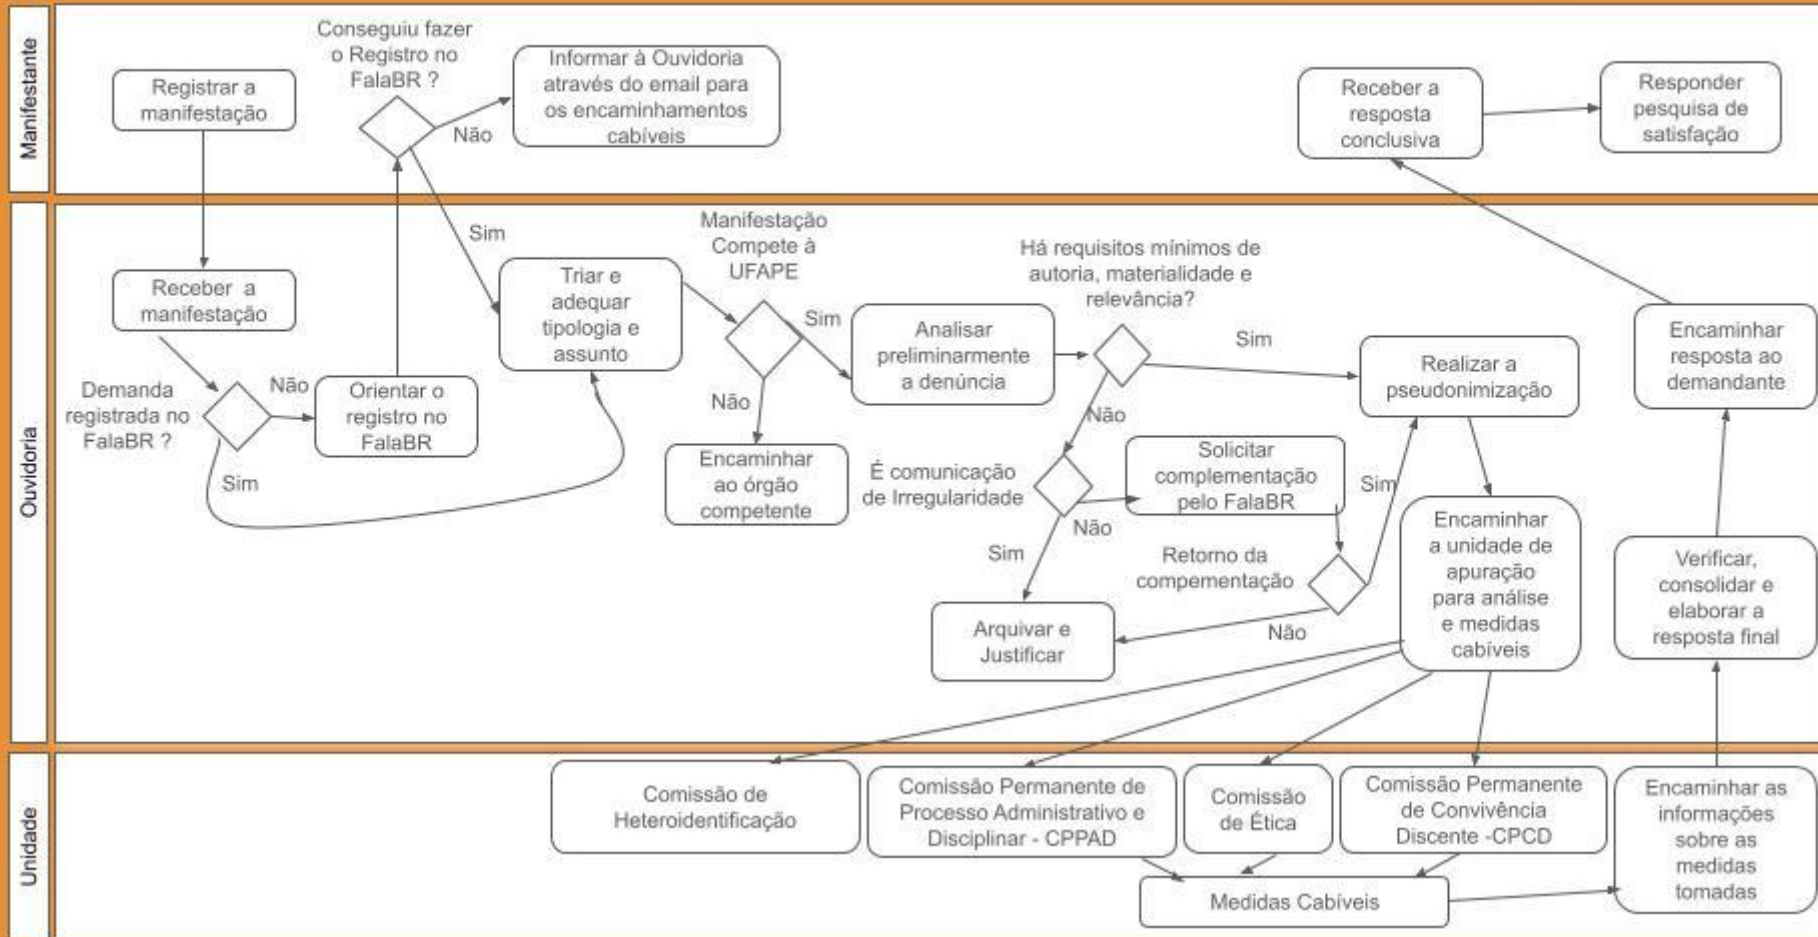 Manifestante
Registrar a
manifestação
Conseguiu fazer
o Registro no
FalaBR ?
Não
Sim
Informar à Ouvidoria
através do email para
os encaminhamentos
cabíveis
Receber a
resposta
conclusiva
Responder
pesquisa de
satisfação
Ouvidoria
Receber a
manifestação
Demanda
registrada no
FalaBR ?
Não
Sim
Orientar o
registro no
FalaBR
Triar e
adequar
tipologia e
assunto
Manifestação
Compete à
UFAPE
Sim
Não
Encaminhar
ao órgão
competente
Analisar
preliminarmente
a denúncia
Há requisitos mínimos de
autoria, materialidade e
relevância?
Sim
Não
É comunicação
de Irregularidade
Não
Sim
Solicitar
complementação
pelo FalaBR
Retorno da
compementação
Sim
Não
Arquivar e
Justificar
Realizar a
pseudonimização
Encaminhar
a unidade de
apuração
para análise
e medidas
cabíveis
Encaminhar
resposta ao
demandante
Verificar,
consolidar e
elaborar a
resposta final
Unidade
Comissão de
Heteroidentificação
Comissão Permanente de
Processo Administrativo e
Disciplinar - CPPAD
Comissão
de Ética
Comissão Permanente
de Convivência
Discente -CPCD
Medidas Cabíveis
Encaminhar as
informações
sobre as
medidas
tomadas